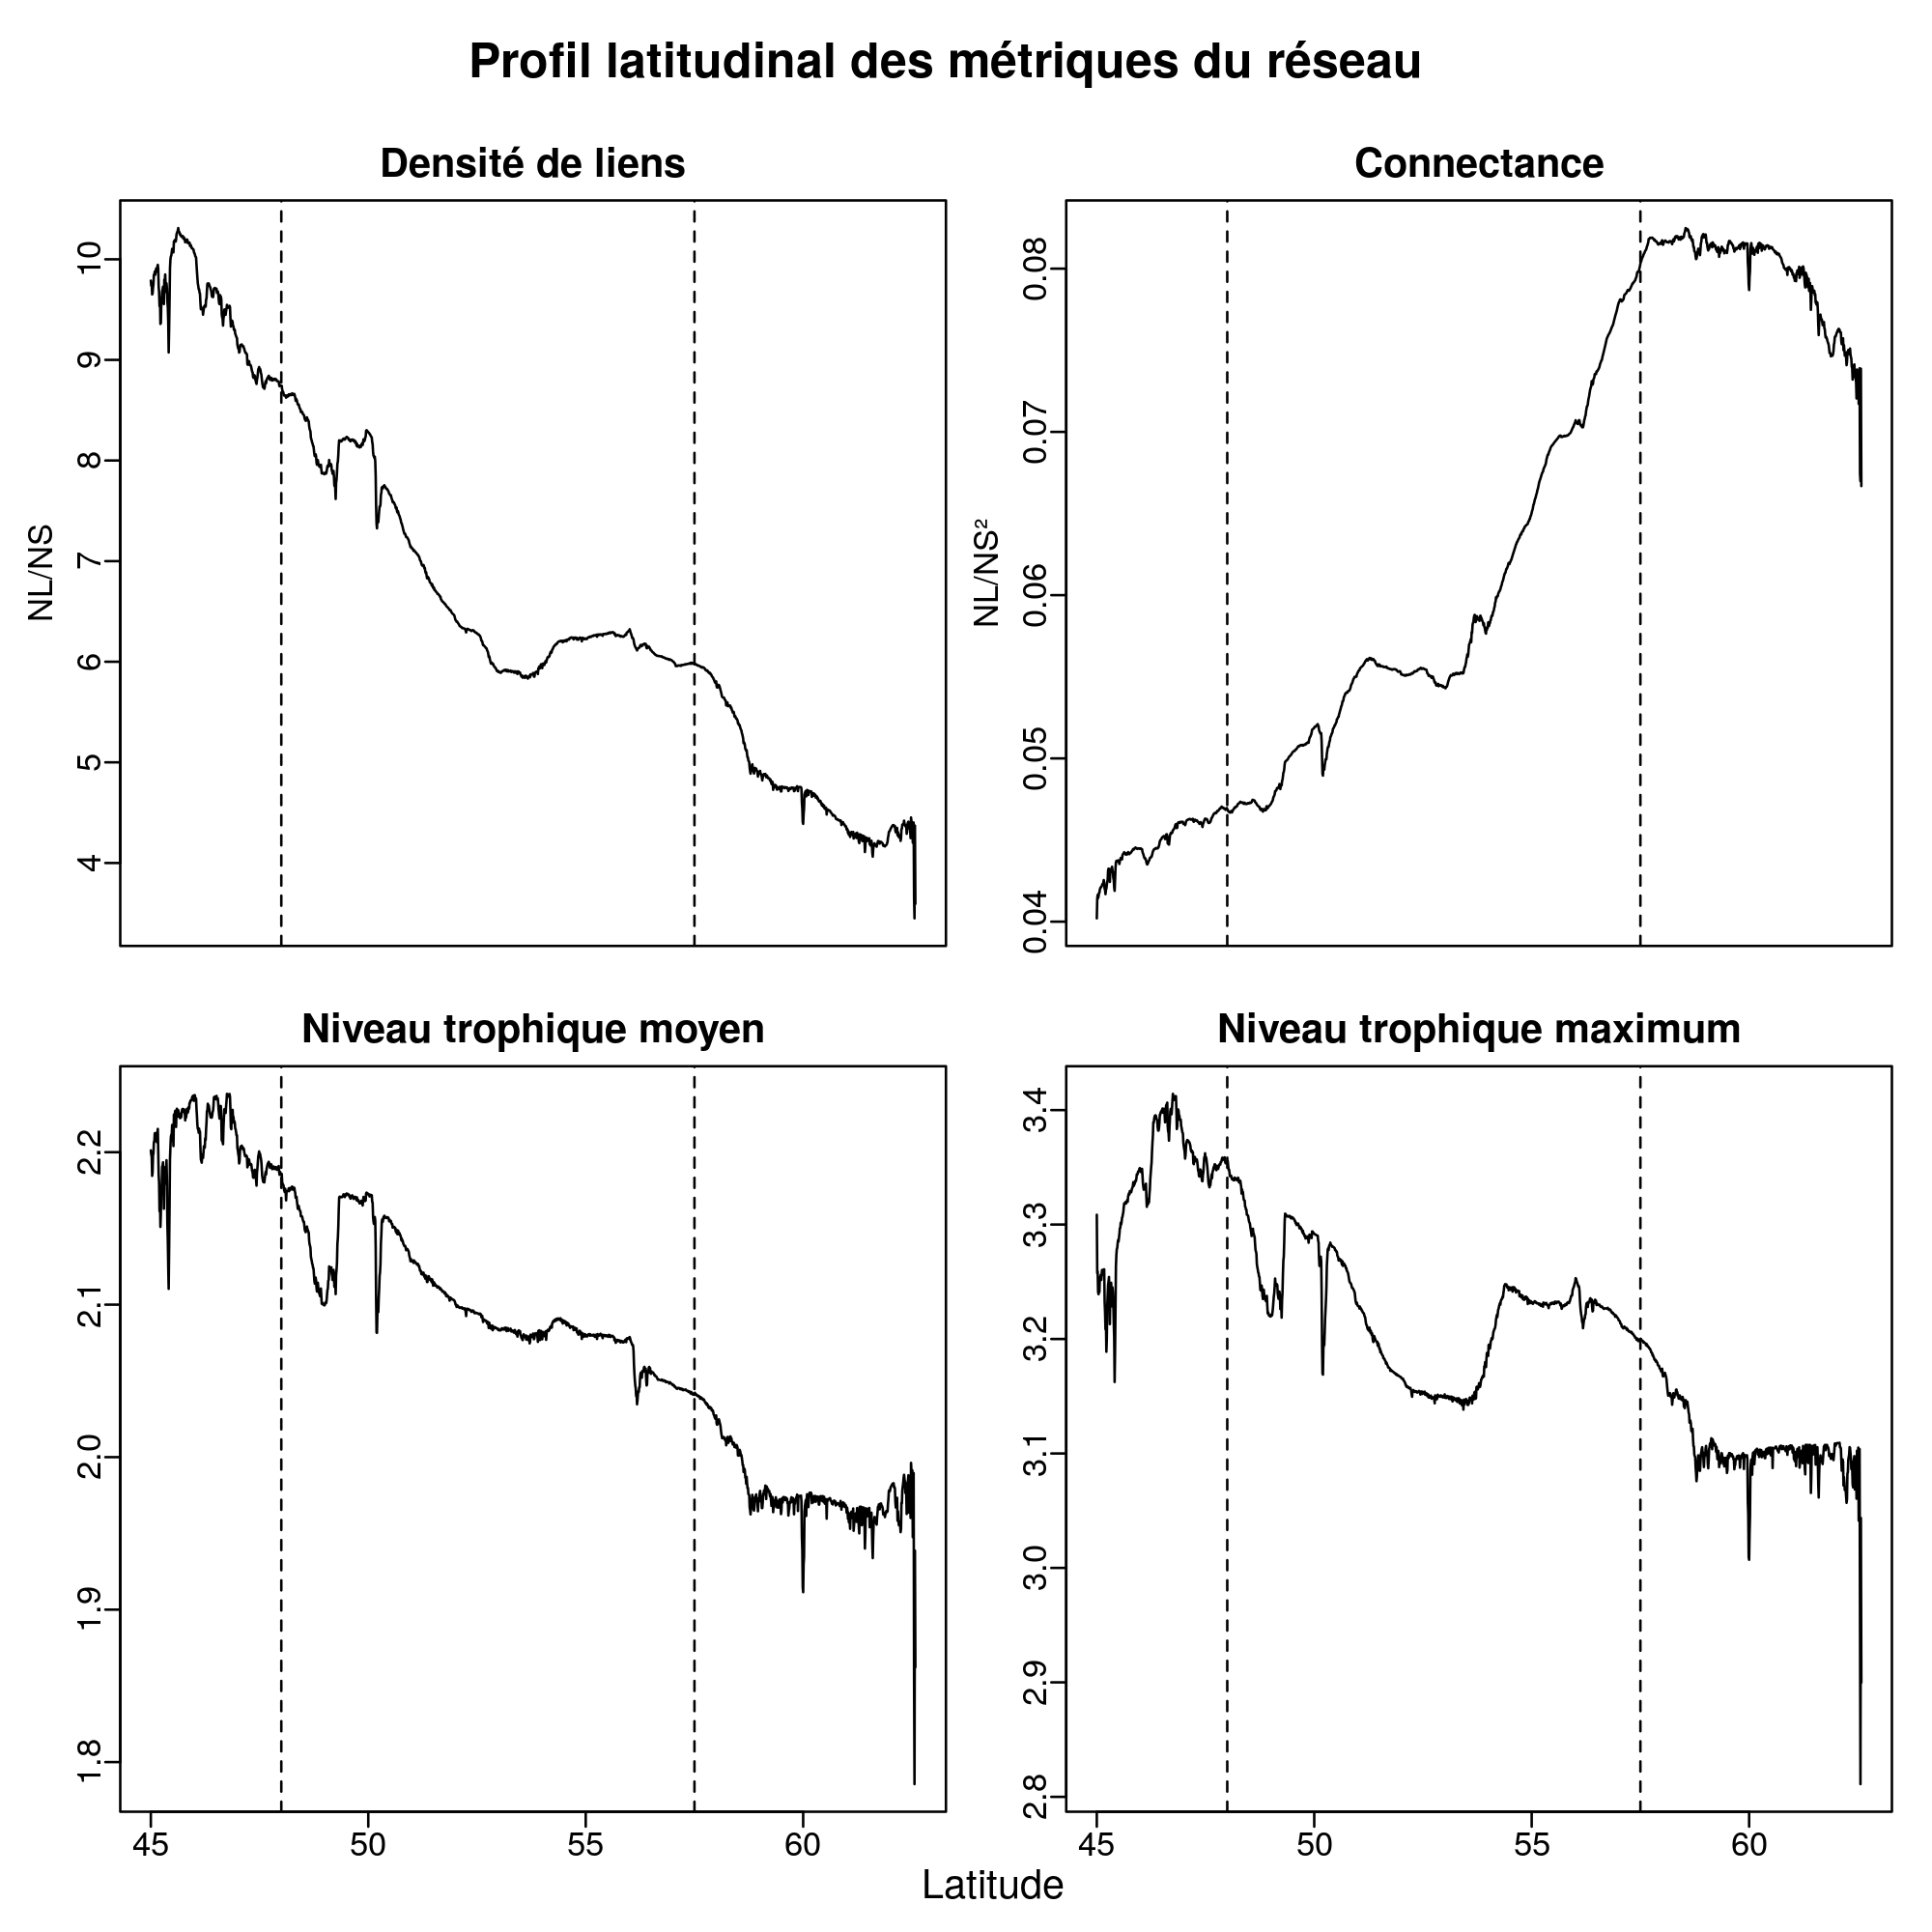 Profil latitudinal des métriques du réseau
Densité de liens
Connectance
NL/NS
10
9
8
7
6
5
4
NL/NS²
0.08
0.07
0.06
0.05
0.04
Niveau trophique moyen
Niveau trophique maximum
2.2
2.1
2.0
1.9
1.8
3.4
3.3
3.2
3.1
3.0
2.9
2.8
45 50 55 60
45 50 55 60
Latitude